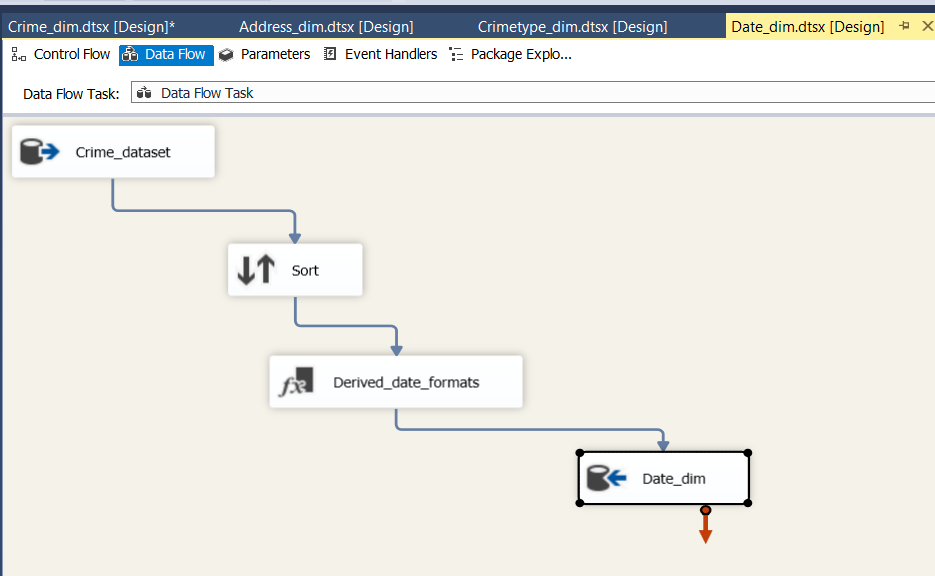 Crime_dim.dtsx [Design]* Address_dim.dtsx [Design] Crimetype_dim.dtsx [Design] Date_dim.dtsx [Design]
Control Flow Data Flow Parameters Event Handlers Package Explo...
Data Flow Task: Data Flow Task
Crime_dataset
Sort
fx Derived_date_formats
Date_dim